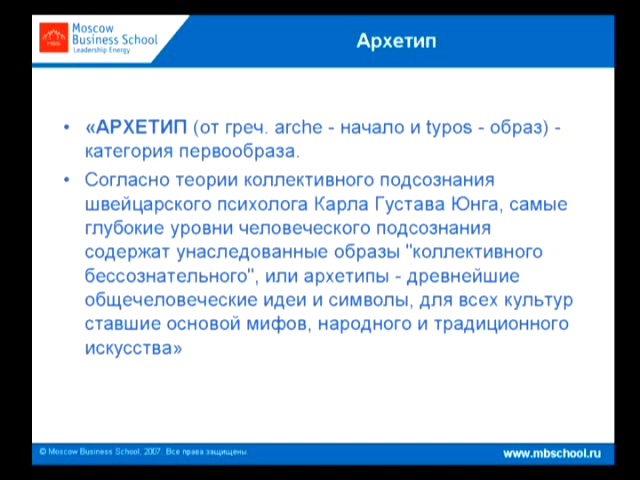 Moscow
Business School
Leadership Energy
Архетип
• «АРХЕТИП (от греч. arche - начало и typos - образ) -
категория первообраза.
• Согласно теории коллективного подсознания
швейцарского психолога Карла Густава Юнга, самые
глубокие уровни человеческого подсознания
содержат унаследованные образы "коллективного
бессознательного", или архетипы - древнейшие
общечеловеческие идеи и символы, для всех культур
ставшие основой мифов, народного и традиционного
искусства»
© Moscow Business School, 2007. Все права защищены.
www.mbschool.ru